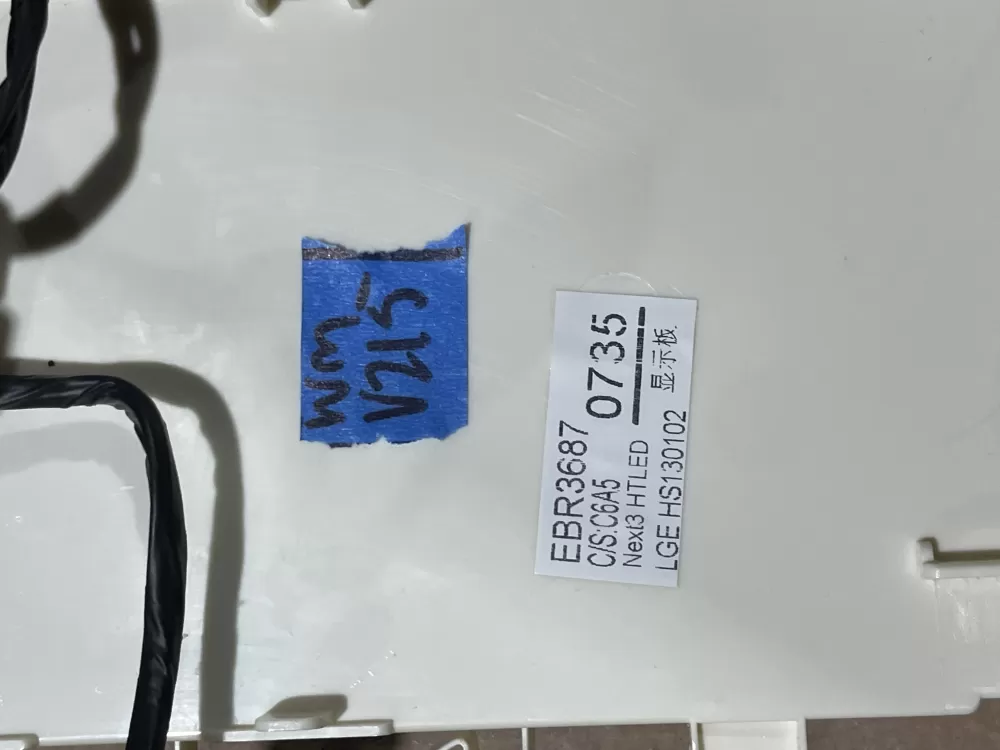 wm
V215
EBR3687 0735
C/S:C6A5
Next3 HTLED
LGE HS130102 显示板